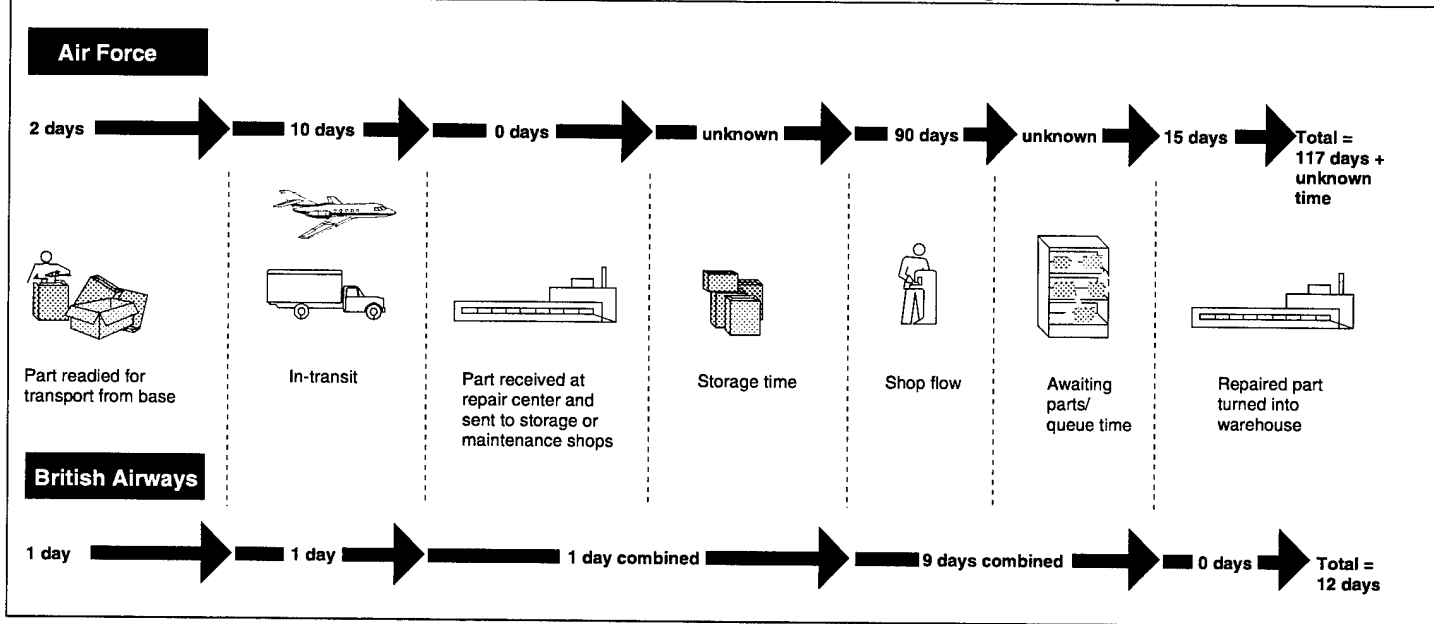 Air Force
2 days
10 days
0 days
unknown
90 days
unknown
15 days
Total =
117 days +
unknown
time
Part readied for
transport from base
In-transit
Part received at
repair center and
sent to storage or
maintenance shops
Storage time
Shop flow
Awaiting
parts/
queue time
Repaired part
turned into
warehouse
British Airways
1 day
1 day
1 day combined
9 days combined
0 days
Total =
12 days